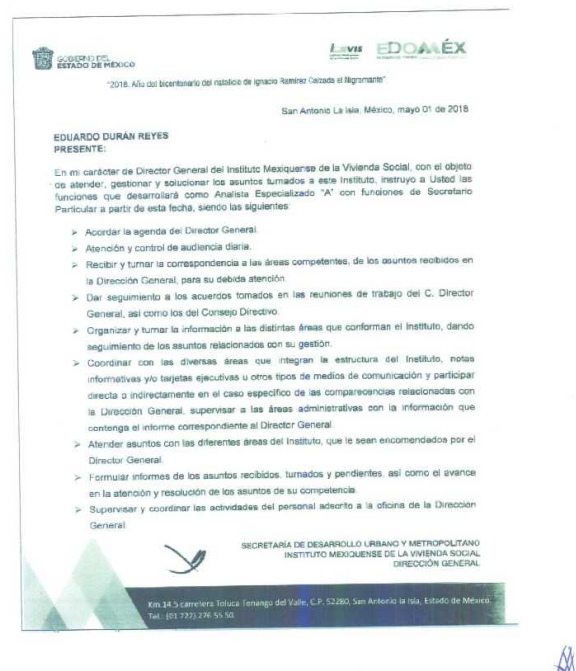 GOBIERNO DEL
ESTADO DE MÉXICO
EDOMÉX
"2018. Año del bicentenario del natalicio de Ignacio Ramírez Calzada el Nigromante"
San Antonio La Isla, México, mayo 01 de 2018
EDUARDO DURÁN REYES
PRESENTE:
En mi carácter de Director General del Instituto Mexiquense de la Vivienda Social, con el objeto
de atender, gestionar y solucionar los asuntos turnados a este Instituto, instruyo a Usted las
funciones que desarrollará como Analista Especializado "A" con funciones de Secretario
Particular a partir de esta fecha, siendo las siguientes:
➢ Acordar la agenda del Director General.
➢ Atención y control de audiencia diaria.
➢ Recibir y turnar la correspondencia a las áreas competentes, de los asuntos recibidos en
la Dirección General, para su debida atención.
➢ Dar seguimiento a los acuerdos tomados en las reuniones de trabajo del C. Director
General, así como los del Consejo Directivo.
➢ Organizar y turnar la información a las distintas áreas que conforman el Instituto, dando
seguimiento de los asuntos relacionados con su gestión.
➢ Coordinar con las diversas áreas que integran la estructura del Instituto, notas
informativas y/o tarjetas ejecutivas u otros tipos de medios de comunicación y participar
directa o indirectamente en el caso específico de las comparecencias relacionadas con
la Dirección General, supervisar a las áreas administrativas con la información que
contenga el informe correspondiente al Director General.
➢ Atender asuntos con las diferentes áreas del Instituto, que le sean encomendados por el
Director General.
➢ Formular informes de los asuntos recibidos, turnados y pendientes, así como el avance
en la atención y resolución de los asuntos de su competencia.
➢ Supervisar y coordinar las actividades del personal adscrito a la oficina de la Dirección
General.
SECRETARÍA DE DESARROLLO URBANO Y METROPOLITANO
INSTITUTO MEXIQUENSE DE LA VIVIENDA SOCIAL
DIRECCIÓN GENERAL
Km.14.5 carretera Toluca Tenango del Valle, C.P. 52280, San Antonio la Isla, Estado de México.
Tel.: (01 722) 276 55 50.